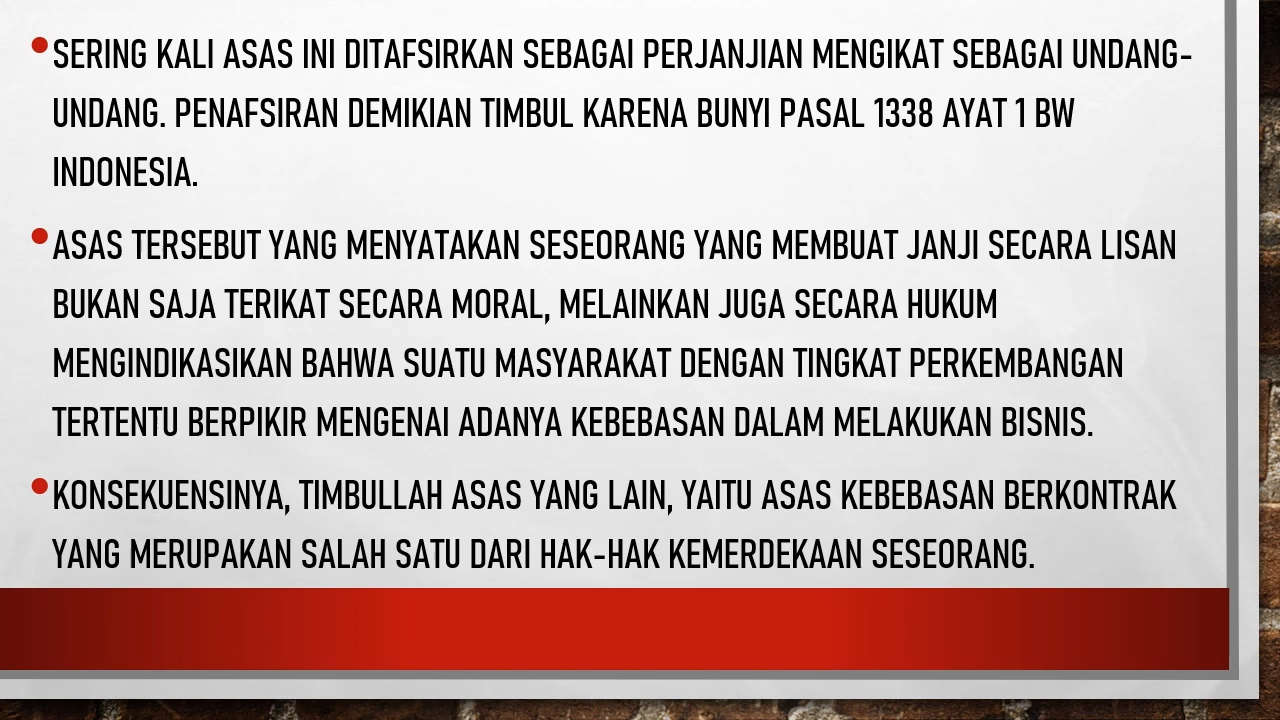 •SERING KALI ASAS INI DITAFSIRKAN SEBAGAI PERJANJIAN MENGIKAT SEBAGAI UNDANG-
UNDANG. PENAFSIRAN DEMIKIAN TIMBUL KARENA BUNYI PASAL 1338 AYAT 1 BW
INDONESIA.
•ASAS TERSEBUT YANG MENYATAKAN SESEORANG YANG MEMBUAT JANJI SECARA LISAN
BUKAN SAJA TERIKAT SECARA MORAL, MELAINKAN JUGA SECARA HUKUM
MENGINDIKASIKAN BAHWA SUATU MASYARAKAT DENGAN TINGKAT PERKEMBANGAN
TERTENTU BERPIKIR MENGENAI ADANYA KEBEBASAN DALAM MELAKUKAN BISNIS.
•KONSEKUENSINYA, TIMBULLAH ASAS YANG LAIN, YAITU ASAS KEBEBASAN BERKONTRAK
YANG MERUPAKAN SALAH SATU DARI HAK-HAK KEMERDEKAAN SESEORANG.